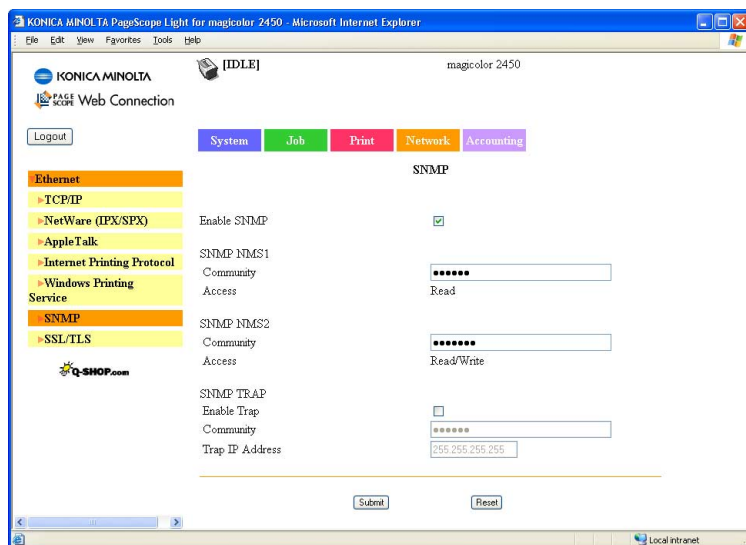 KONICA MINOLTA PageScope Light for magicolor 2450 - Microsoft Internet Explorer
File Edit View Favorites Tools Help
KONICA MINOLTA
[IDLE]
magicolor 2450
PAGE SCOPE Web Connection
Logout
System Job Print Network Accounting
SNMP
Ethernet
TCP/IP
NetWare (IPX/SPX)
AppleTalk
Internet Printing Protocol
Windows Printing
Service
SNMP
SSL/TLS
Q-SHOP.com
Enable SNMP
SNMP NMS1
Community ●●●●●●
Access Read
SNMP NMS2
Community ●●●●●●●
Access Read/Write
SNMP TRAP
Enable Trap
Community ●●●●●●
Trap IP Address 255.255.255.255
Submit Reset
Local intranet